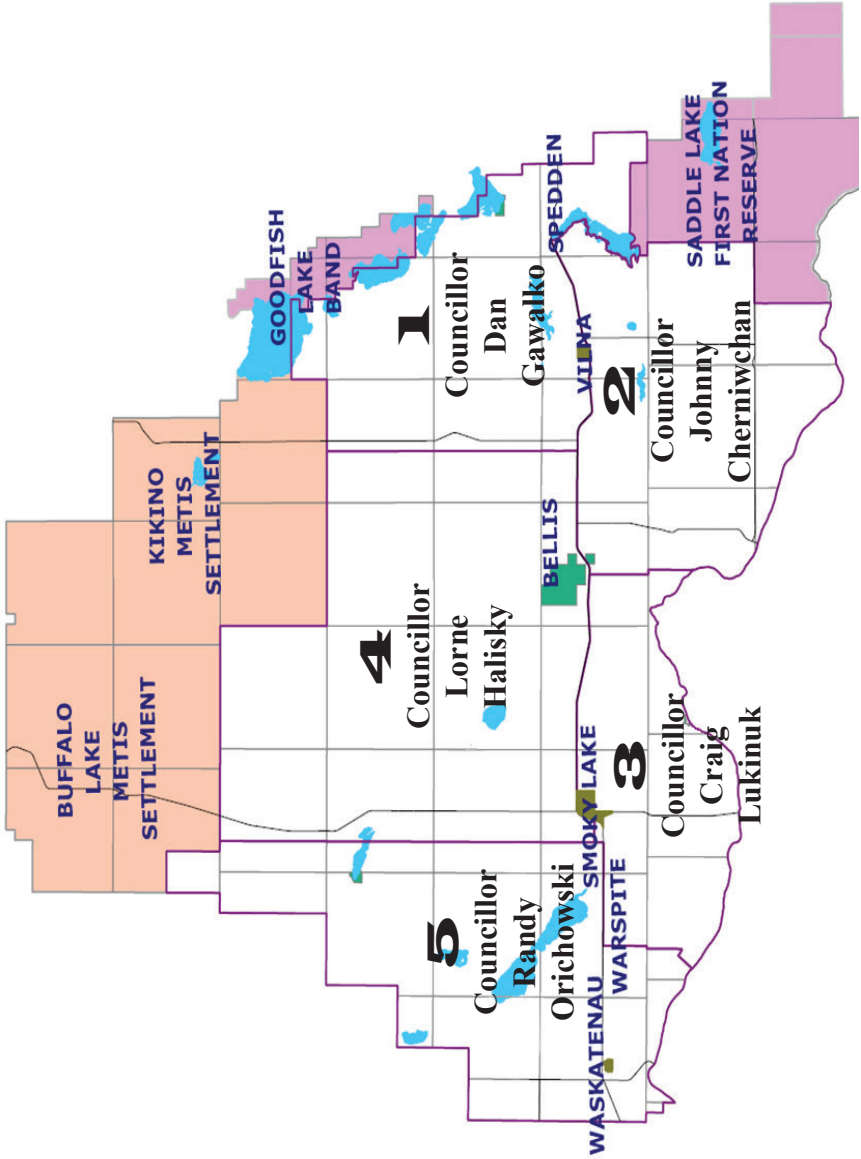 BUFFALO
LAKE
METIS
SETTLEMENT
KIKINO
METIS
SETTLEMENT
GOODFISH
LAKE
BAND
5
Councillor
Randy
Orichowski
4
Councillor
Lorne
Halisky
1
Councillor
Dan
Gawalko
WASKATENAU
WARSPITE
SMOKY LAKE
BELLIS
VILNA
SPEDDEN
3
Councillor
Craig
Lukinuk
2
Councillor
Johnny
Cherniwchan
SADDLE LAKE
FIRST NATION
RESERVE